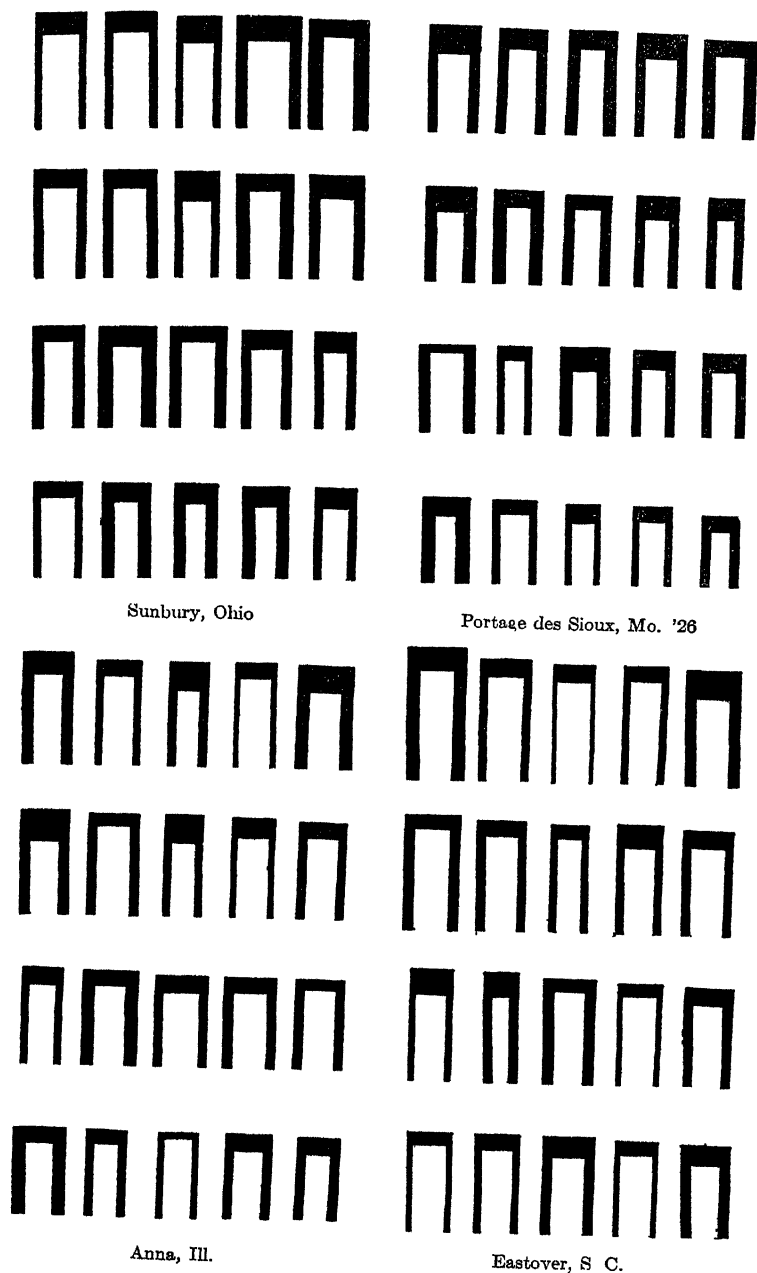 Sunbury, Ohio
Portage des Sioux, Mo. '26
Anna, Ill.
Eastover, S C.